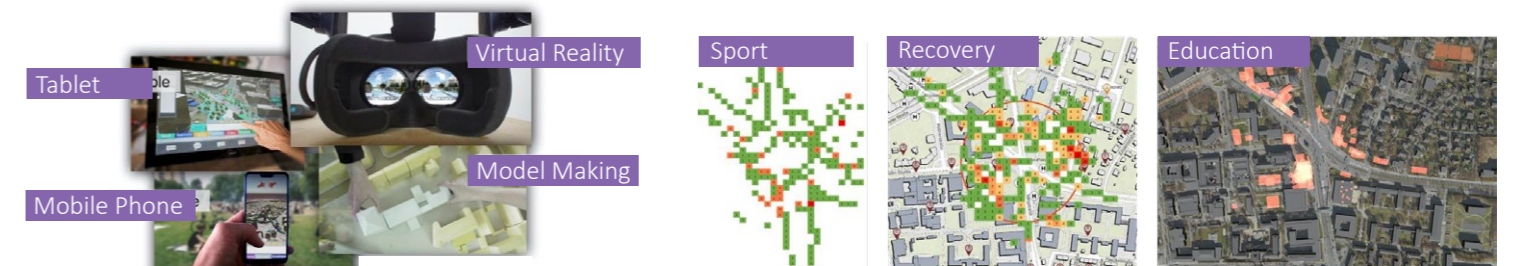 Virtual Reality
Tablet
Model Making
Mobile Phone
Sport
Recovery
Education